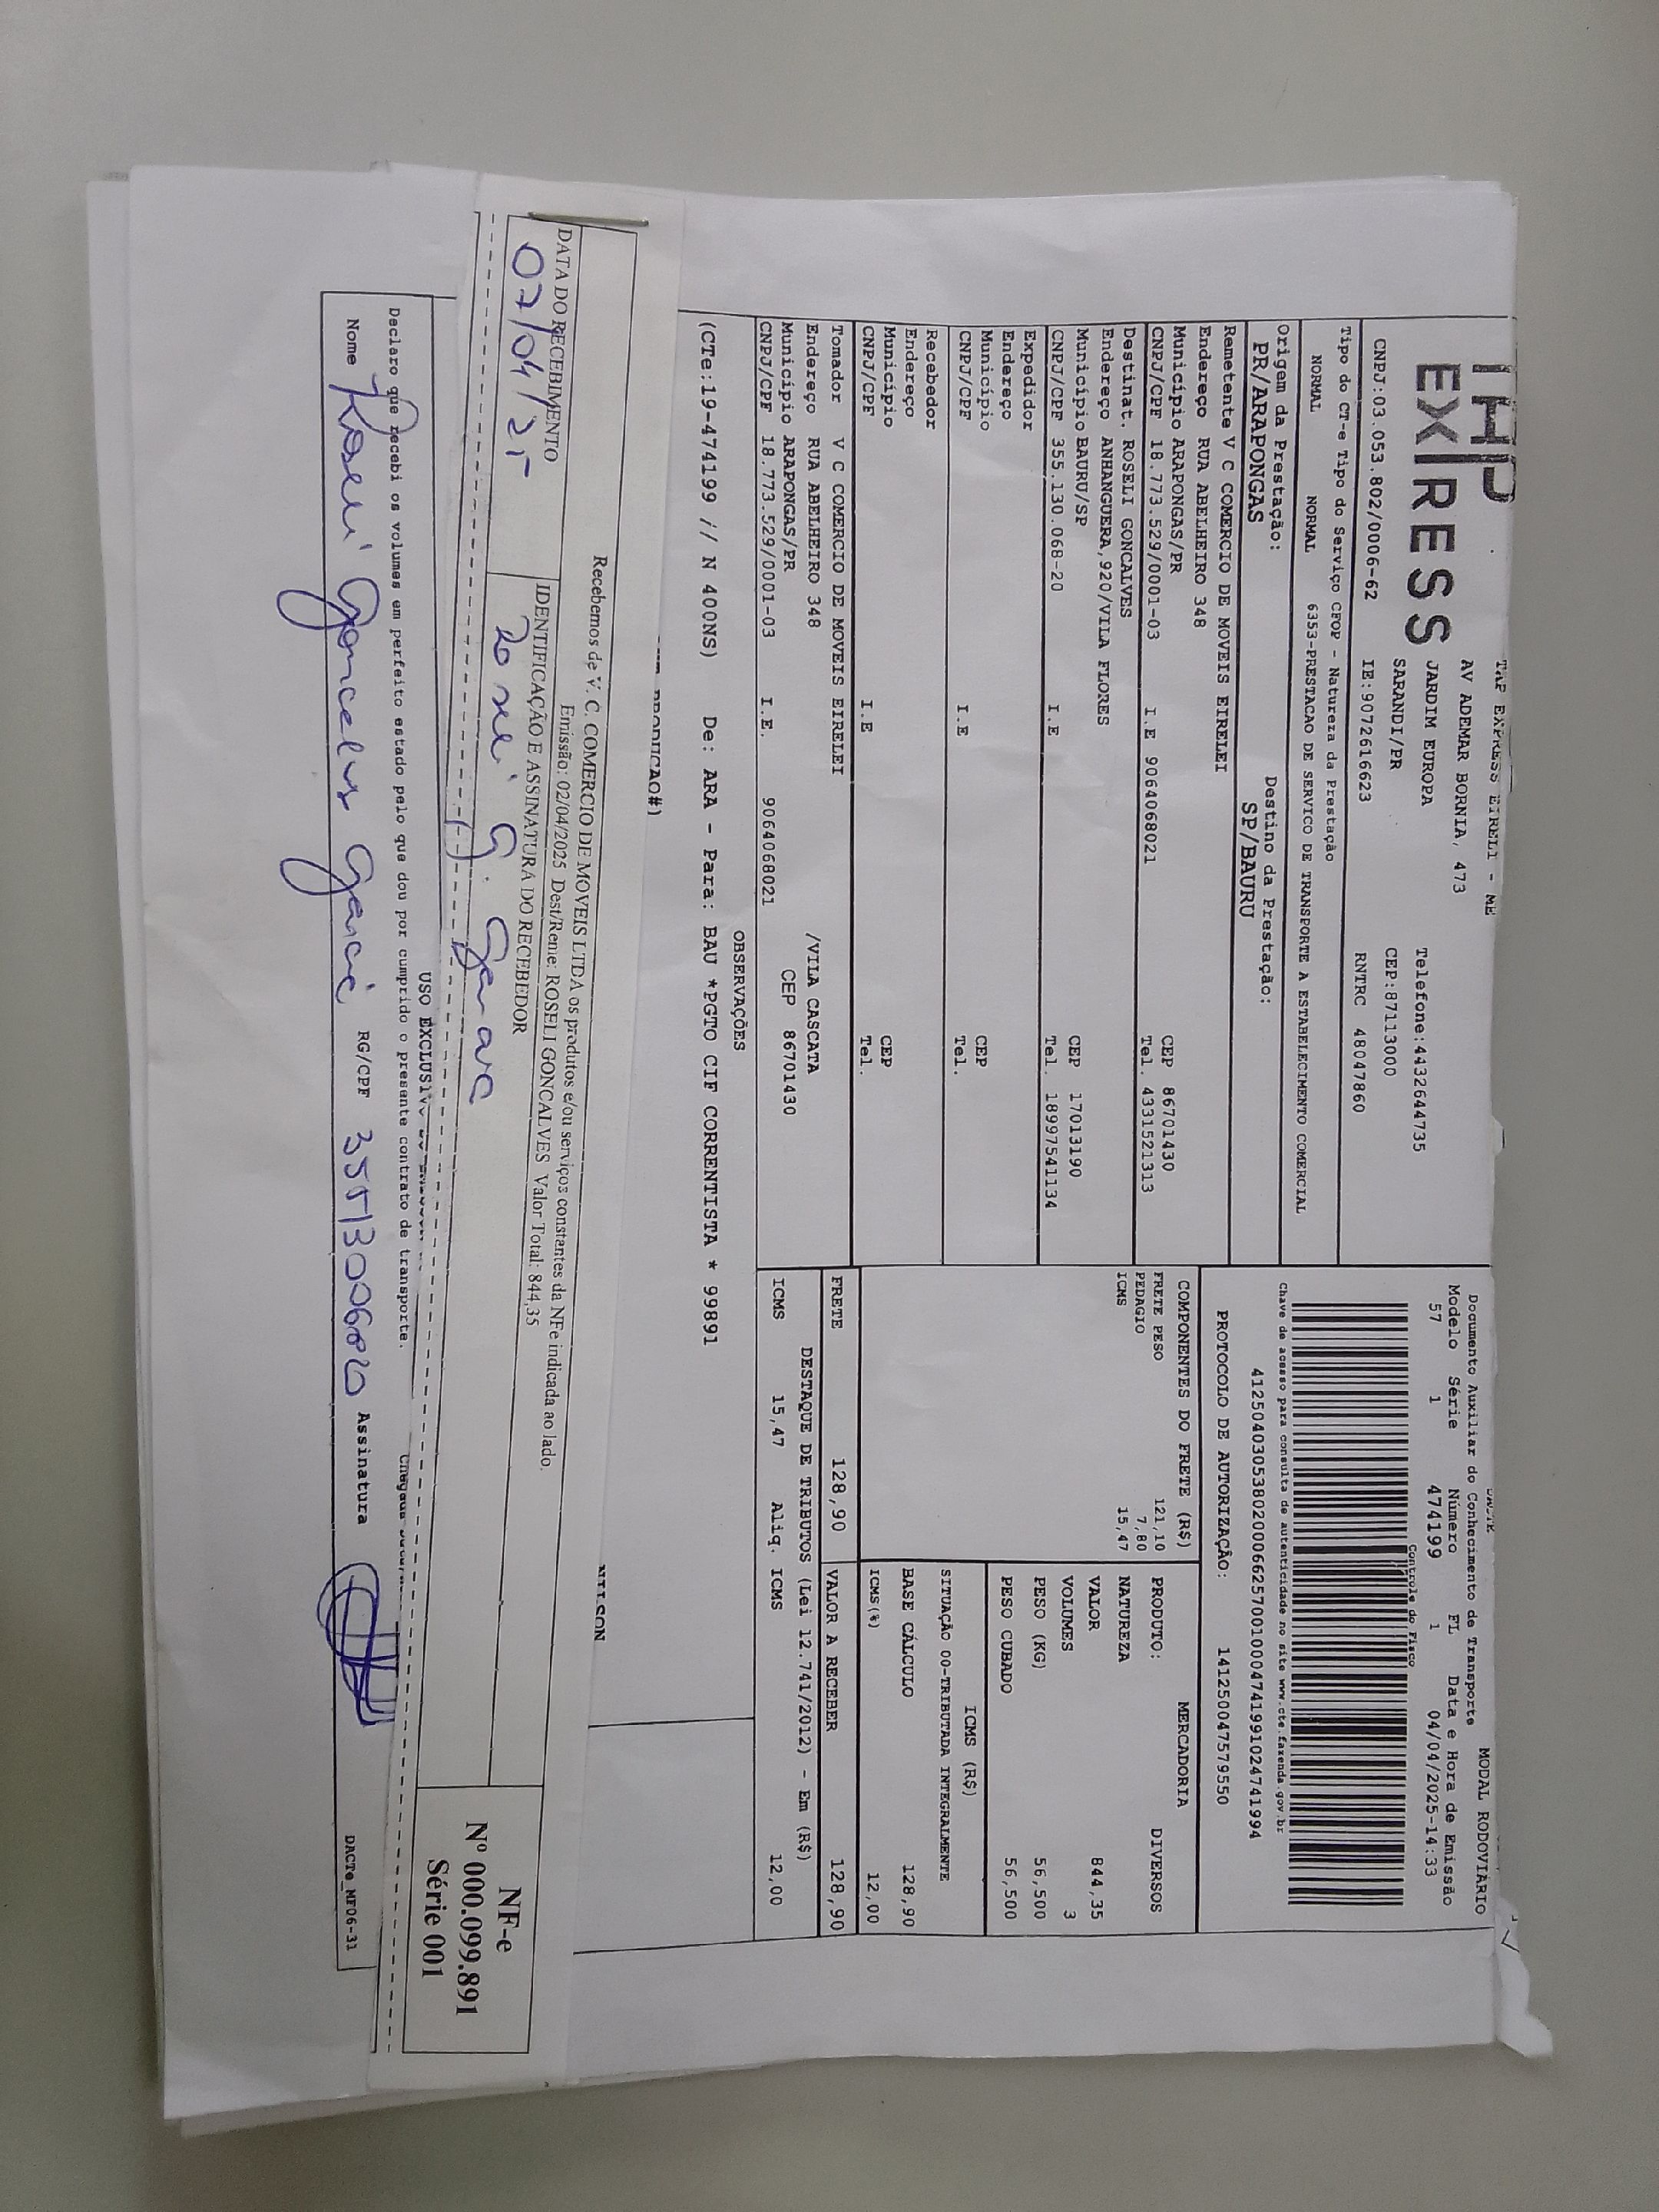 EXPRESS
AV ADEMAR BORNIA, 473
JARDIM EUROPA
SARANDI/PR
Telefone:4432644735
CEP:87113000
CNPJ:03.053.802/0006-62 IE:9072616623 RNTRC 48047860
Tipo do CT-e Tipo do Serviço CFOP - Natureza da Prestação
NORMAL NORMAL 6353-PRESTACAO DE SERVICO DE TRANSPORTE A ESTABELECIMENTO COMERCIAL
Origem da Prestação: Destino da Prestação:
PR/ARAPONGAS SP/BAURU
MODAL RODOVIÁRIO
Documento Auxiliar do Conhecimento de Transporte
Modelo Série Número FL Data e Hora de Emissão
57 1 474199 1 04/04/2025-14:33
Controle do Fisco
Chave de acesso para consulta de autenticidade no site www.cte.fazenda.gov.br
41250403053802000662570010004741991024741994
PROTOCOLO DE AUTORIZAÇÃO: 141250047579550
Remetente V C COMERCIO DE MOVEIS EIRELEI
Endereço RUA ABELHEIRO 348
Município ARAPONGAS/PR CEP 86701430
CNPJ/CPF 18.773.529/0001-03 I.E 9064068021 Tel. 4331521313
Destinat. ROSELI GONCALVES
Endereço ANHANGUERA,920/VILA FLORES
Município BAURU/SP CEP 17013190
CNPJ/CPF 355.130.068-20 I.E Tel. 18997541134
Expedidor
Endereço
Município CEP
CNPJ/CPF I.E Tel.
Recebedor
Endereço
Município CEP
CNPJ/CPF I.E Tel.
Tomador V C COMERCIO DE MOVEIS EIRELEI
Endereço RUA ABELHEIRO 348 /VILA CASCATA
Município ARAPONGAS/PR CEP 86701430
CNPJ/CPF 18.773.529/0001-03 I.E. 9064068021
COMPONENTES DO FRETE (R$)
FRETE PESO 121,10
PEDAGIO 7,80
ICMS 15,47
MERCADORIA
PRODUTO: DIVERSOS
NATUREZA
VALOR 844,35
VOLUMES 3
PESO (KG) 56,500
PESO CUBADO 56,500
ICMS (R$)
SITUAÇÃO 00-TRIBUTADA INTEGRALMENTE
BASE CÁLCULO 128,90
ICMS(%) 12,00
FRETE 128,90 VALOR A RECEBER 128,90
DESTAQUE DE TRIBUTOS (Lei 12.741/2012) - Em (R$)
ICMS 15,47 Aliq. ICMS 12,00
OBSERVAÇÕES
(CTe:19-474199 // N 400NS) De: ARA - Para: BAU *PGTO CIF CORRENTISTA * 99891
Recebemos de V. C. COMERCIO DE MOVEIS LTDA os produtos e/ou serviços constantes da NFe indicada ao lado.
Emissão: 02/04/2025 Dest/Reme: ROSELI GONCALVES Valor Total: 844,35
DATA DO RECEBIMENTO IDENTIFICAÇÃO E ASSINATURA DO RECEBEDOR
07/04/25
NF-e
Nº 000.099.891
Série 001
Declaro que recebi os volumes em perfeito estado pelo que dou por cumprido o presente contrato de transporte.
Nome RG/CPF 35513006820 Assinatura
DACTe_MF06-31